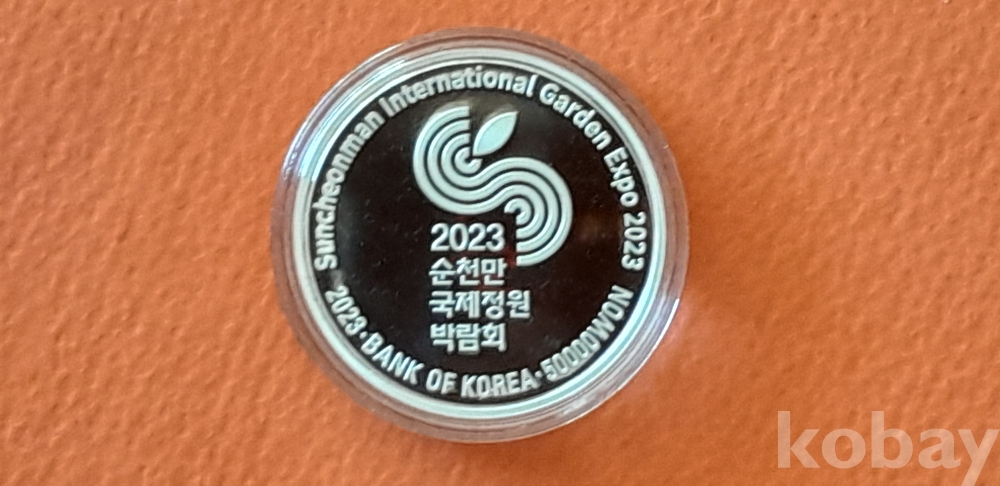 Suncheonman International Garden Expo 2023
2023
순천만
국제정원
박람회
2023·BANK OF KOREA·50000WON
kobay